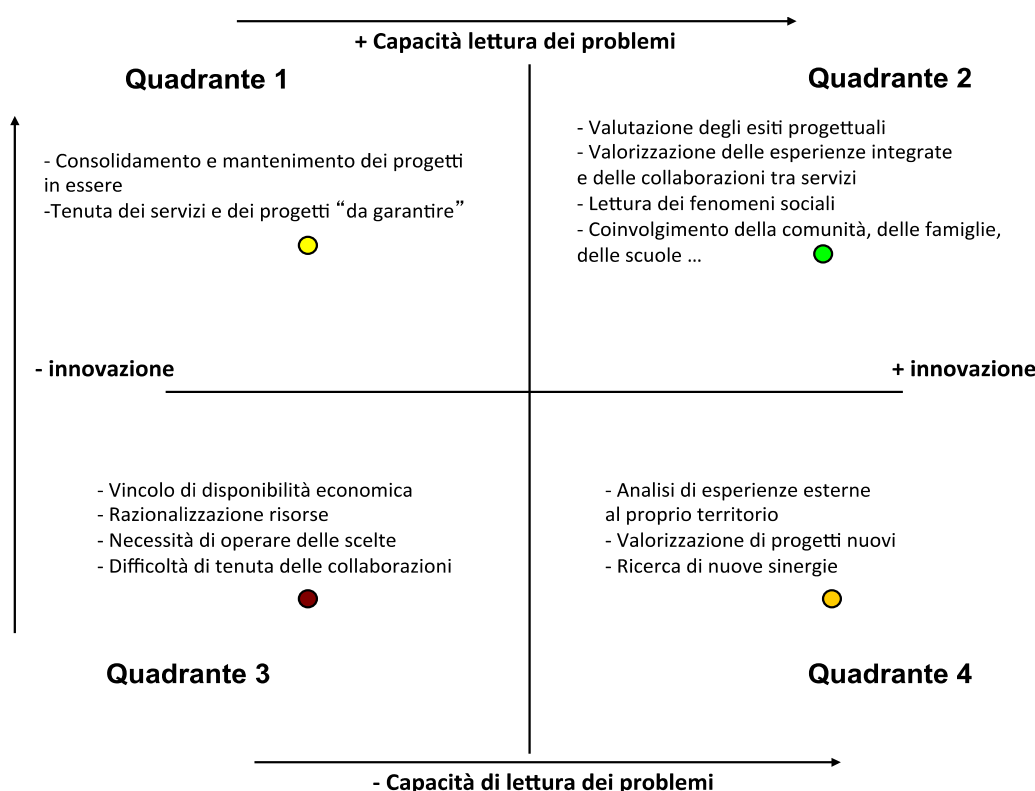 + Capacità lettura dei problemi
Quadrante 1
Quadrante 2
- Consolidamento e mantenimento dei progetti
in essere
-Tenuta dei servizi e dei progetti “da garantire”
- Valutazione degli esiti progettuali
- Valorizzazione delle esperienze integrate
e delle collaborazioni tra servizi
- Lettura dei fenomeni sociali
- Coinvolgimento della comunità, delle famiglie,
delle scuole ...
- innovazione
+ innovazione
- Vincolo di disponibilità economica
- Razionalizzazione risorse
- Necessità di operare delle scelte
- Difficoltà di tenuta delle collaborazioni
- Analisi di esperienze esterne
al proprio territorio
- Valorizzazione di progetti nuovi
- Ricerca di nuove sinergie
Quadrante 3
Quadrante 4
- Capacità di lettura dei problemi